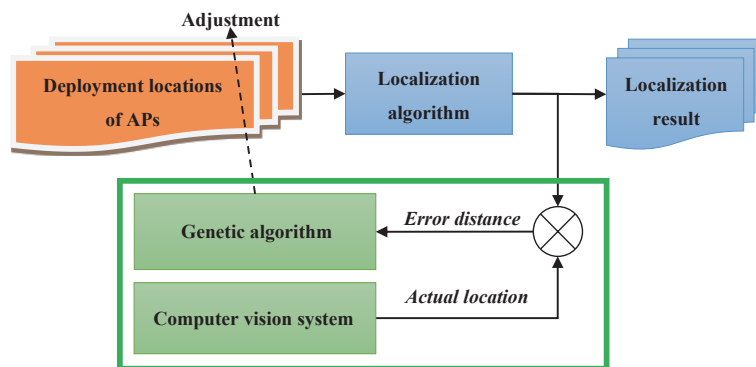 Adjustment
Deployment locations
of APs
Localization
algorithm
Localization
result
Genetic algorithm
Error distance
Computer vision system
Actual location